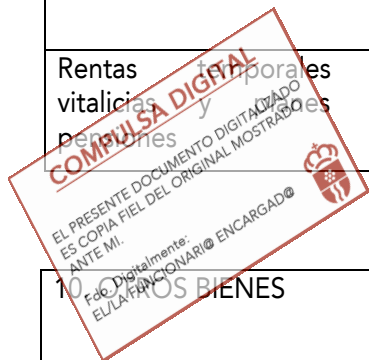 Rentas temporales
vitalicias y planes
pensiones
COMPULSA DIGITAL
EL PRESENTE DOCUMENTO DIGITALIZADO
ES COPIA FIEL DEL ORIGINAL MOSTRADO
ANTE MI.
Fdo. Digitalmente:
EL/LA FUNCIONARI@ ENCARGAD@
10. OTROS BIENES